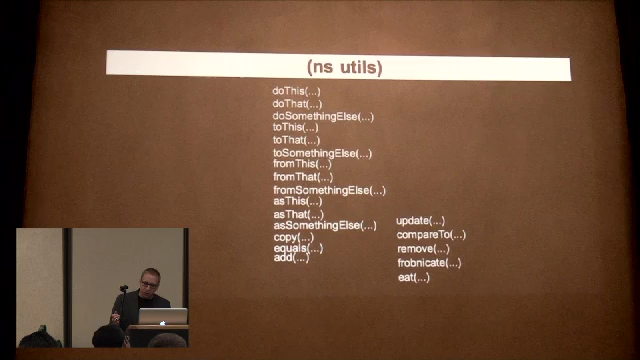 (ns utils)
doThis(...)
doThat(...)
doSomethingElse(...)
toThis(...)
toThat(...)
toSomethingElse(...)
fromThis(...)
fromThat(...)
fromSomethingElse(...)
asThis(...)
asThat(...)
asSomethingElse(...)
copy(...)
equals(...)
add(...)
update(...)
compareTo(...)
remove(...)
frobnicate(...)
eat(...)